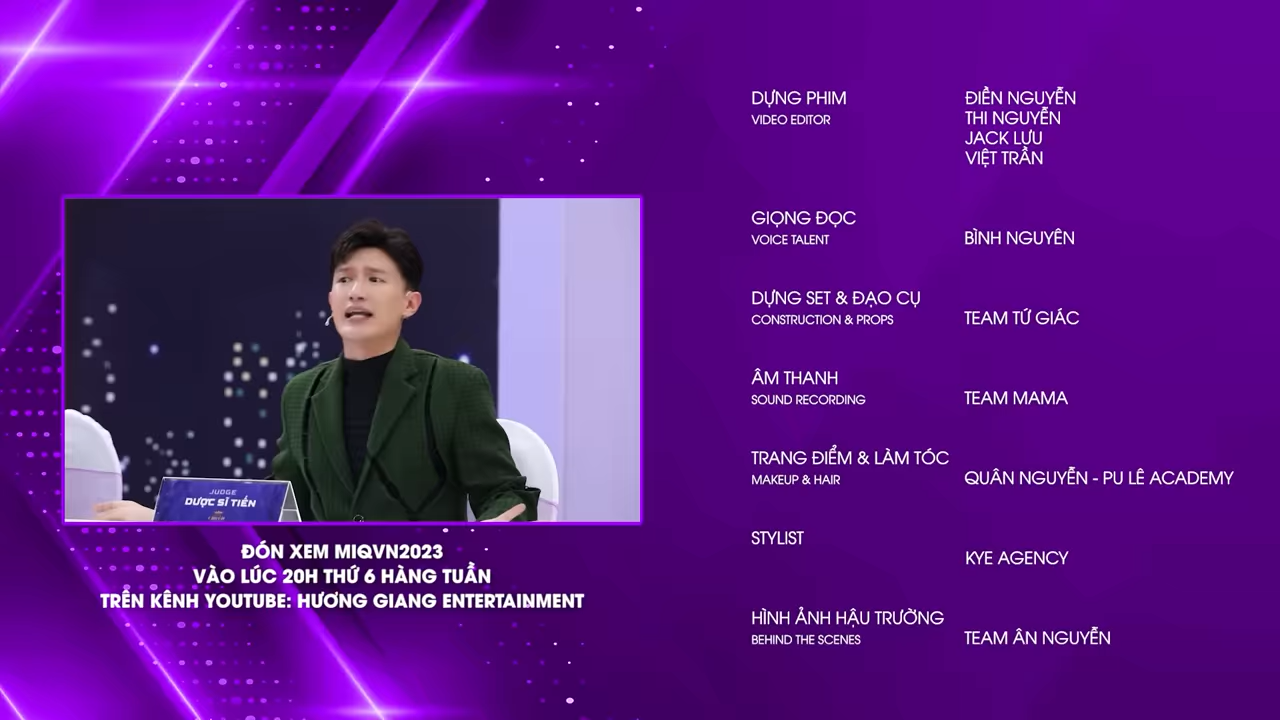 JUDGE
DƯỢC SĨ TIẾN
ĐÓN XEM MIQVN2023
VÀO LÚC 20H THỨ 6 HÀNG TUẦN
TRÊN KÊNH YOUTUBE: HƯƠNG GIANG ENTERTAINMENT
DỰNG PHIM
VIDEO EDITOR
ĐIỀN NGUYỄN
THI NGUYỄN
JACK LƯU
VIỆT TRẦN
GIỌNG ĐỌC
VOICE TALENT
BÌNH NGUYÊN
DỰNG SET & ĐẠO CỤ
CONSTRUCTION & PROPS
TEAM TỨ GIÁC
ÂM THANH
SOUND RECORDING
TEAM MAMA
TRANG ĐIỂM & LÀM TÓC
MAKEUP & HAIR
QUÂN NGUYỄN - PU LÊ ACADEMY
STYLIST
KYE AGENCY
HÌNH ẢNH HẬU TRƯỜNG
BEHIND THE SCENES
TEAM ÂN NGUYỄN